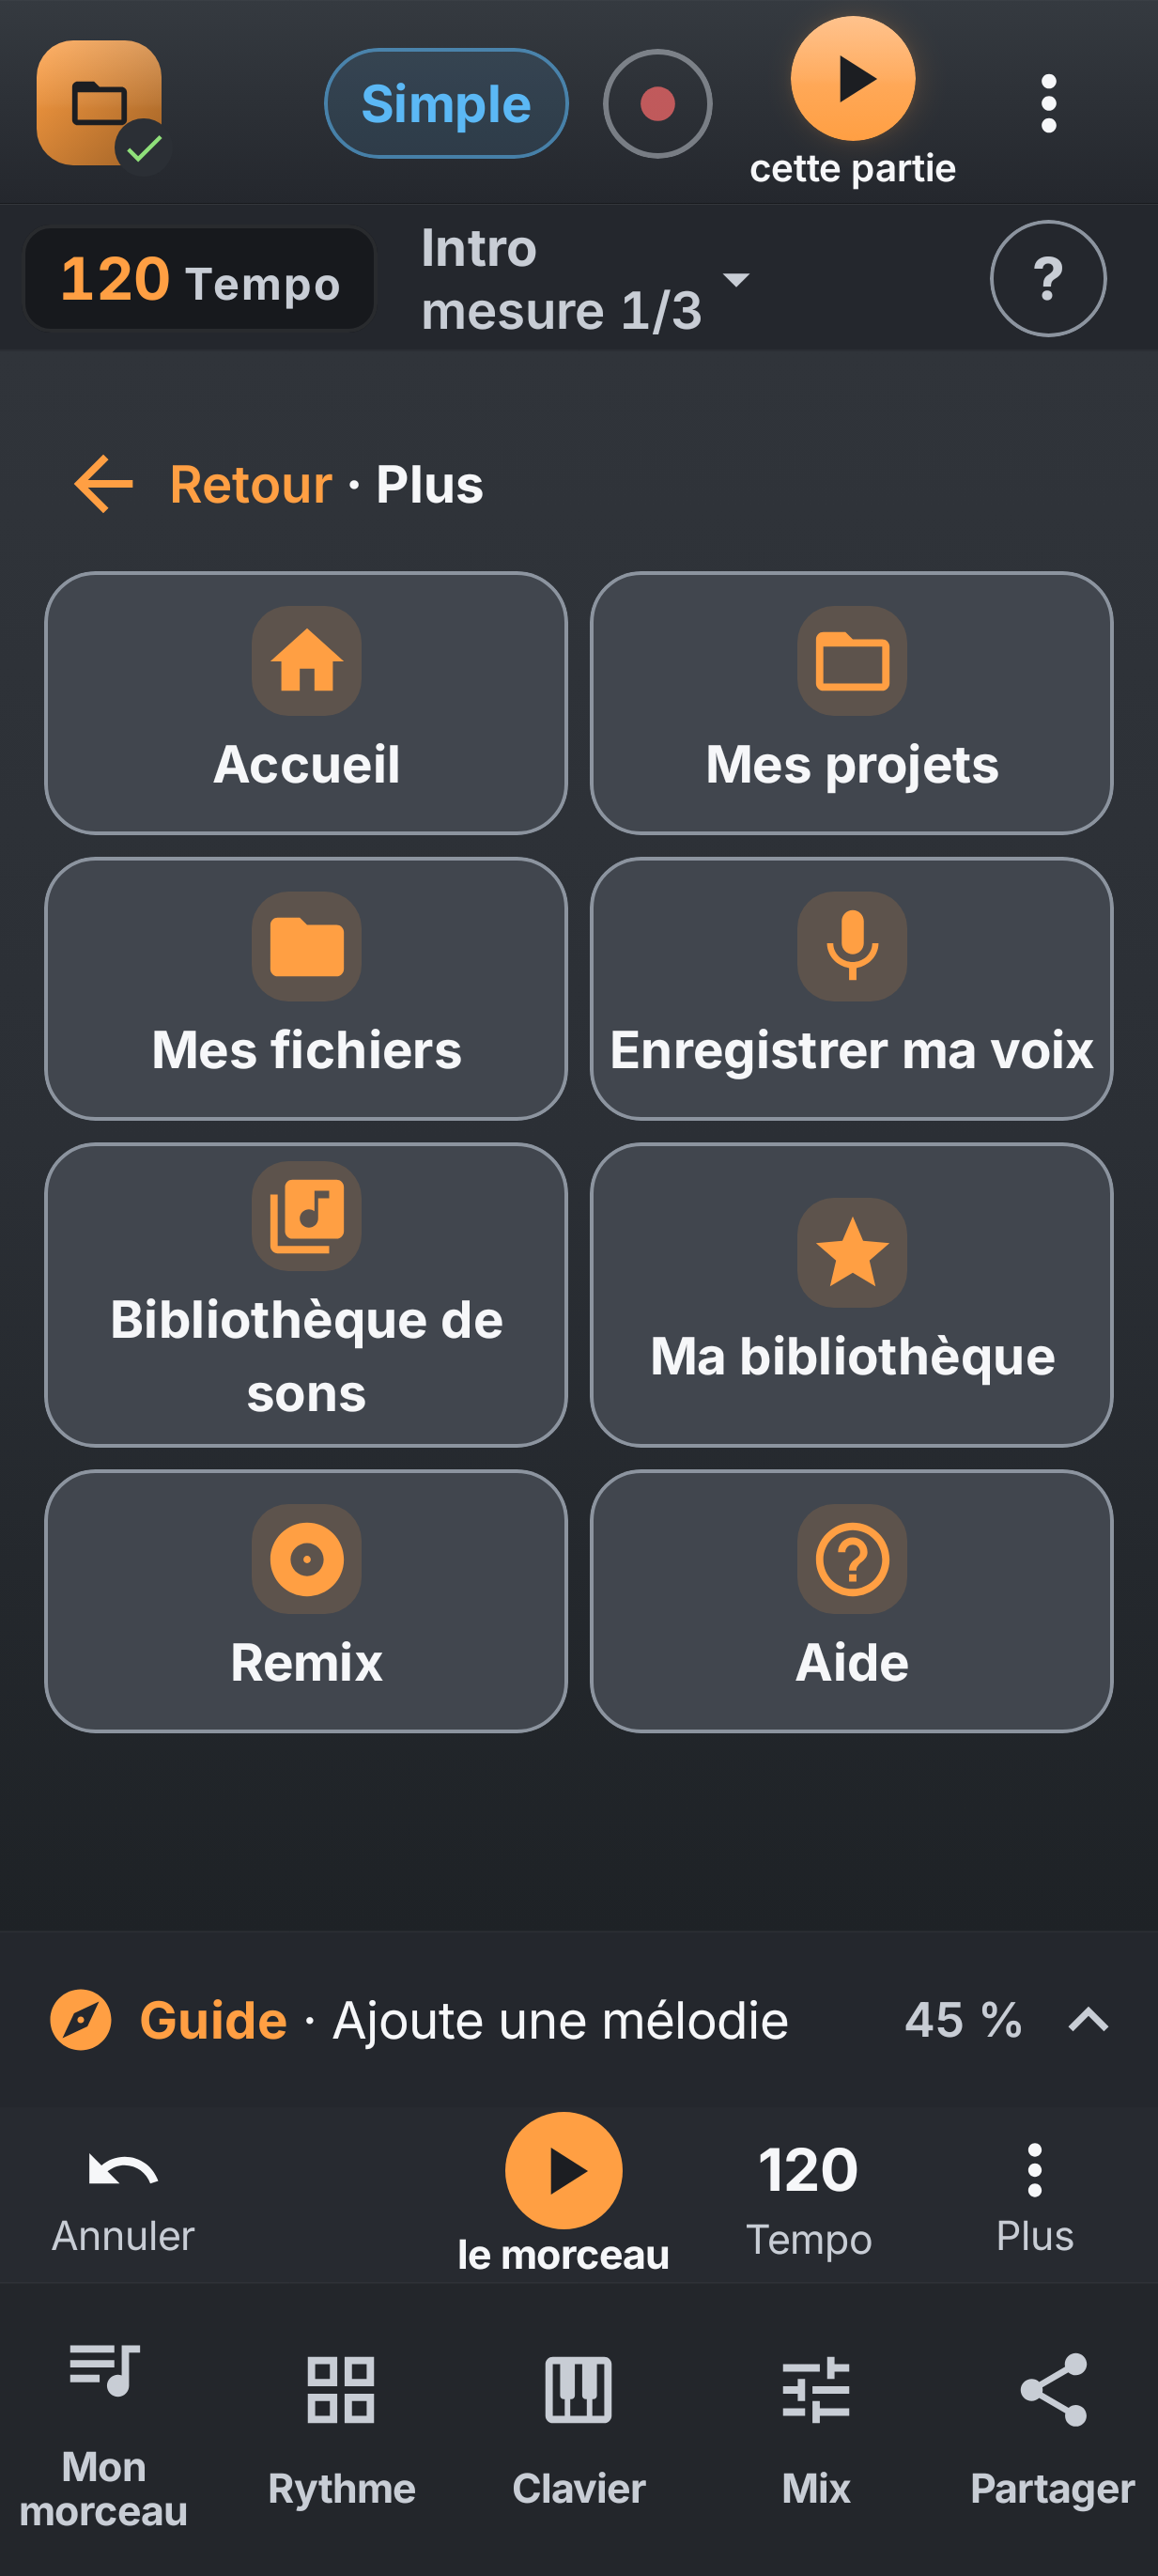 Simple
cette partie
120 Tempo
Intro
mesure 1/3
?
Retour · Plus
Accueil
Mes projets
Mes fichiers
Enregistrer ma voix
Bibliothèque de
sons
Ma bibliothèque
Remix
Aide
Guide · Ajoute une mélodie
45 %
Annuler
le morceau
120
Tempo
Plus
Mon
morceau
Rythme
Clavier
Mix
Partager